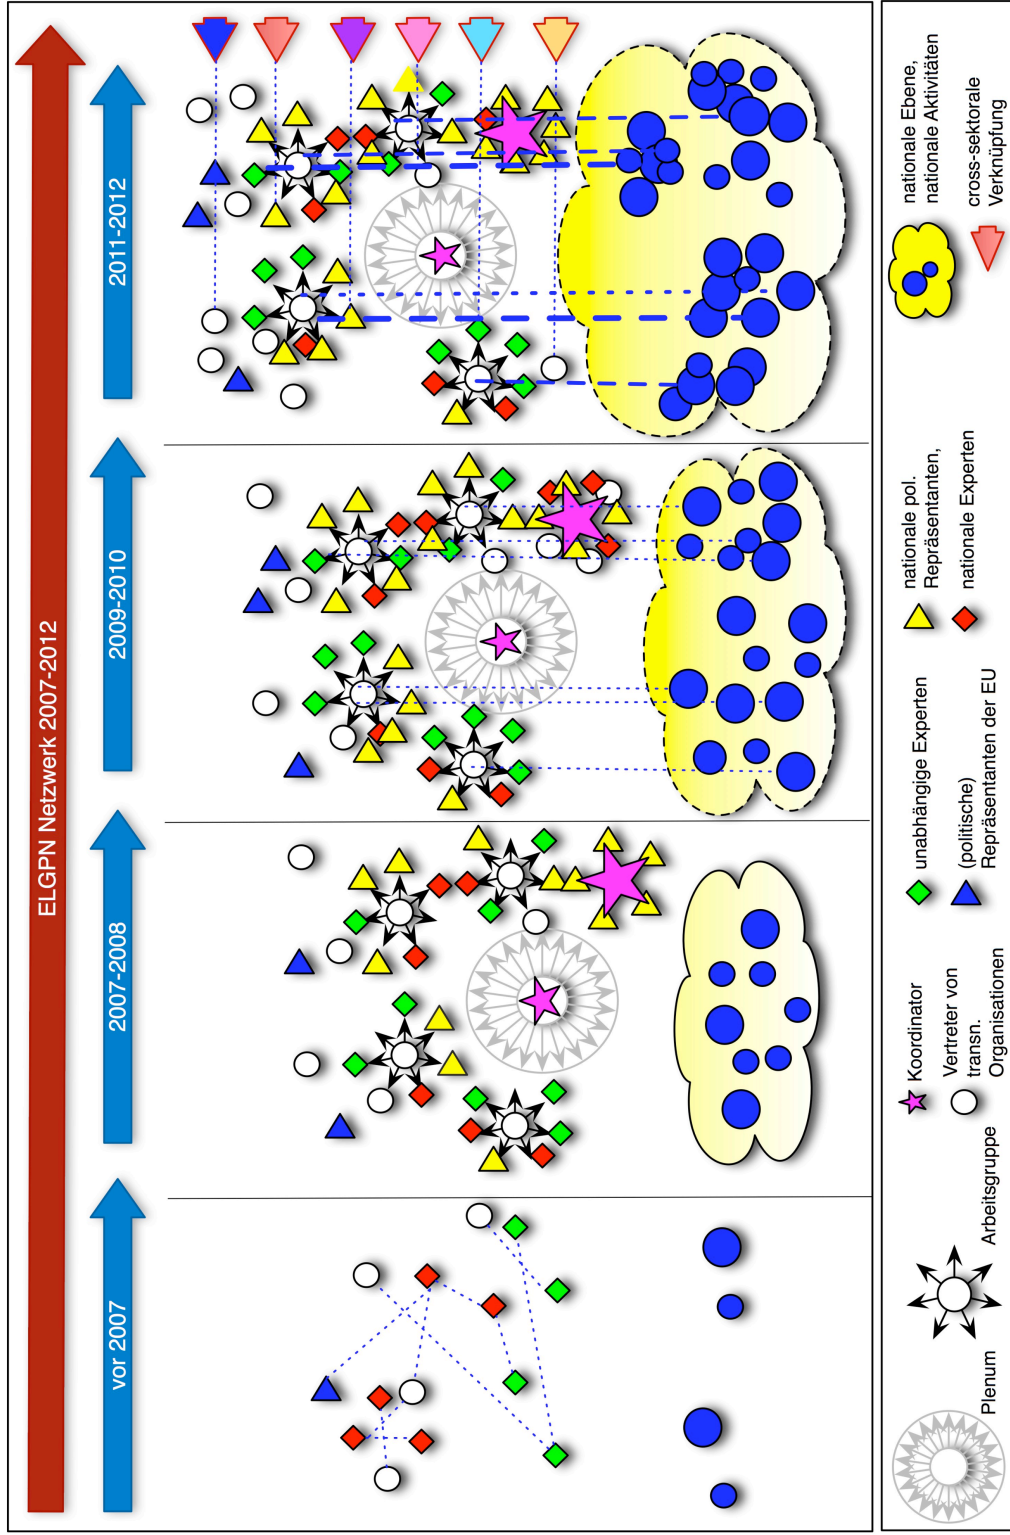 ELGPN Netzwerk 2007-2012
vor 2007
2007-2008
2009-2010
2011-2012
Plenum
Arbeitsgruppe
Koordinator
Vertreter von
transn.
Organisationen
unabhängige Experten
(politische)
Repräsentanten der EU
nationale pol.
Repräsentanten,
nationale Experten
nationale Ebene,
nationale Aktivitäten
cross-sektorale
Verknüpfung